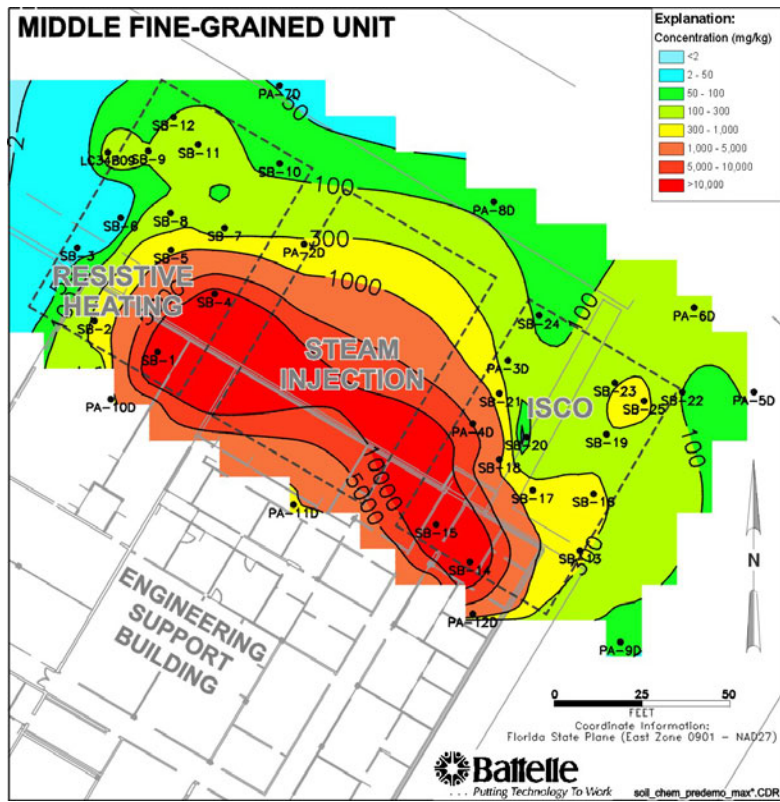 MIDDLE FINE-GRAINED UNIT
Explanation:
Concentration (mg/kg)
<2
2 - 50
50 - 100
100 - 300
300 - 1,000
1,000 - 5,000
5,000 - 10,000
>10,000
PA-7D
50
SB-12
2
SB-11
SB-9
SB-10
100
PA-8D
SB-6
SB-8
SB-7
300
PA-2D
SB-3
SB-5
RESISTIVE
HEATING
1000
SB-4
SB-2
SB-24
PA-6D
STEAM
INJECTION
SB-1
PA-3D
SB-23
SB-22
PA-5D
SB-21
SB-25
PA-10D
ISCO
PA-4D
SB-20
SB-19
100
SB-18
10000
5000
SB-17
SB-16
PA-11D
SB-15
SB-13
SB-14
ENGINEERING
SUPPORT
BUILDING
PA-12D
PA-9D
N
0 25 50
FEET
Coordinate Information:
Florida State Plane (East Zone 0901 - NAD27)
Battelle
. . . Putting Technology To Work
soil_chem_predemo_max*.CDR